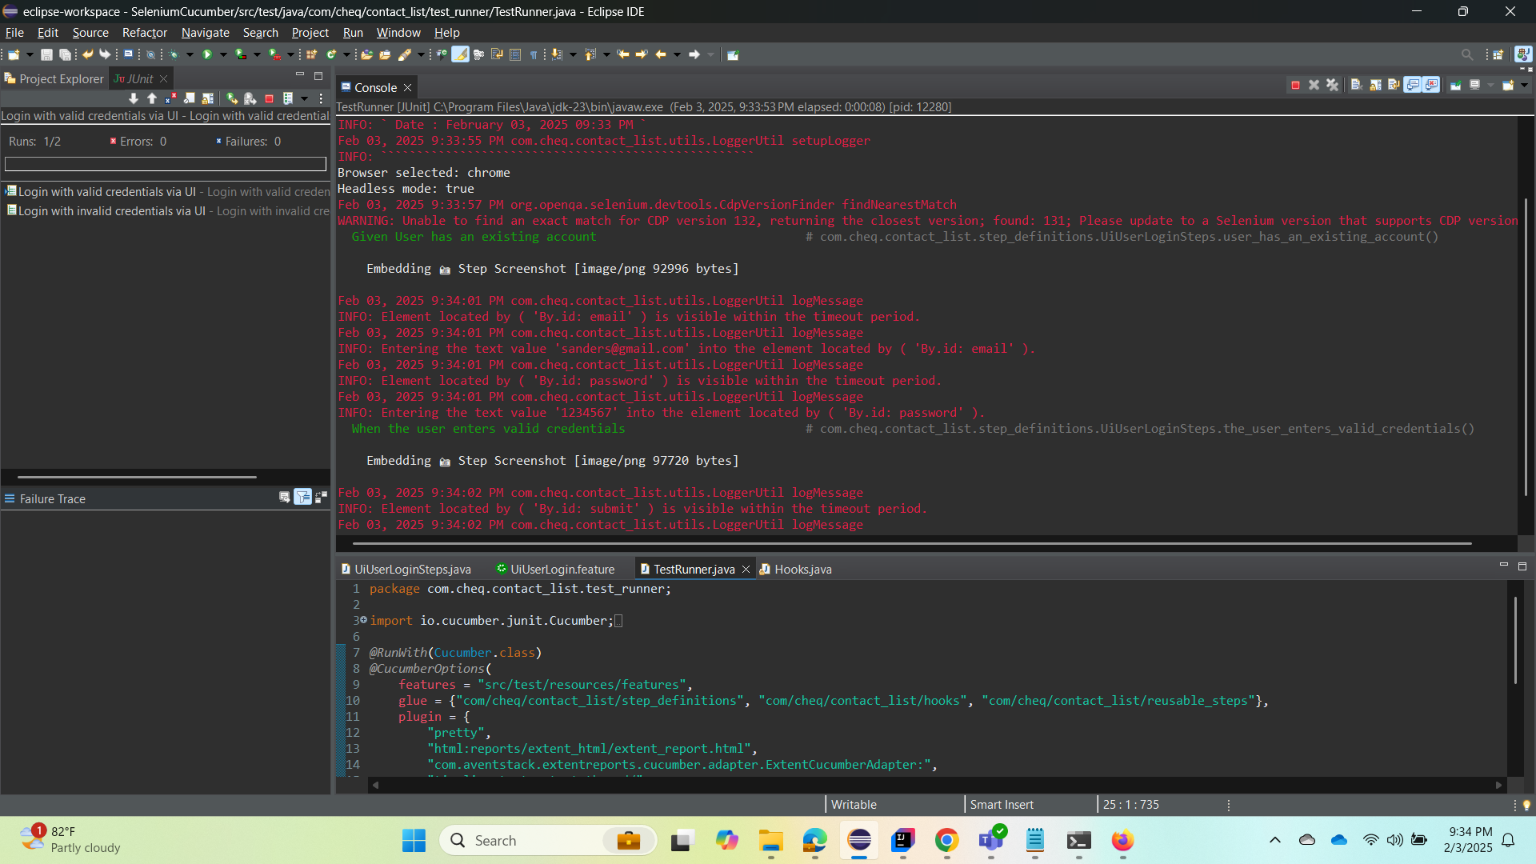 eclipse-workspace - SeleniumCucumber/src/test/java/com/cheq/contact_list/test_runner/TestRunner.java - Eclipse IDE
File Edit Source Refactor Navigate Search Project Run Window Help
Project Explorer JUnit
Login with valid credentials via UI - Login with valid credential
Runs: 1/2 Errors: 0 Failures: 0
Login with valid credentials via UI - Login with valid creden
Login with invalid credentials via UI - Login with invalid cre
Failure Trace
Console
TestRunner [JUnit] C:\Program Files\Java\jdk-23\bin\javaw.exe (Feb 3, 2025, 9:33:53 PM elapsed: 0:00:08) [pid: 12280]
INFO: ` Date : February 03, 2025 09:33 PM `
Feb 03, 2025 9:33:55 PM com.cheq.contact_list.utils.LoggerUtil setupLogger
INFO: ````````````````````````````````````````````````````
Browser selected: chrome
Headless mode: true
Feb 03, 2025 9:33:57 PM org.openqa.selenium.devtools.CdpVersionFinder findNearestMatch
WARNING: Unable to find an exact match for CDP version 132, returning the closest version; found: 131; Please update to a Selenium version that supports CDP version
Given User has an existing account # com.cheq.contact_list.step_definitions.UiUserLoginSteps.user_has_an_existing_account()
Embedding Step Screenshot [image/png 92996 bytes]
Feb 03, 2025 9:34:01 PM com.cheq.contact_list.utils.LoggerUtil logMessage
INFO: Element located by ( 'By.id: email' ) is visible within the timeout period.
Feb 03, 2025 9:34:01 PM com.cheq.contact_list.utils.LoggerUtil logMessage
INFO: Entering the text value 'sanders@gmail.com' into the element located by ( 'By.id: email' ).
Feb 03, 2025 9:34:01 PM com.cheq.contact_list.utils.LoggerUtil logMessage
INFO: Element located by ( 'By.id: password' ) is visible within the timeout period.
Feb 03, 2025 9:34:01 PM com.cheq.contact_list.utils.LoggerUtil logMessage
INFO: Entering the text value '1234567' into the element located by ( 'By.id: password' ).
When the user enters valid credentials # com.cheq.contact_list.step_definitions.UiUserLoginSteps.the_user_enters_valid_credentials()
Embedding Step Screenshot [image/png 97720 bytes]
Feb 03, 2025 9:34:02 PM com.cheq.contact_list.utils.LoggerUtil logMessage
INFO: Element located by ( 'By.id: submit' ) is visible within the timeout period.
Feb 03, 2025 9:34:02 PM com.cheq.contact_list.utils.LoggerUtil logMessage
UiUserLoginSteps.java UiUserLogin.feature TestRunner.java Hooks.java
1 package com.cheq.contact_list.test_runner;
2
3 import io.cucumber.junit.Cucumber;
6
7 @RunWith(Cucumber.class)
8 @CucumberOptions(
9 features = "src/test/resources/features",
10 glue = {"com/cheq/contact_list/step_definitions", "com/cheq/contact_list/hooks", "com/cheq/contact_list/reusable_steps"},
11 plugin = {
12 "pretty",
13 "html:reports/extent_html/extent_report.html",
14 "com.aventstack.extentreports.cucumber.adapter.ExtentCucumberAdapter:",
Writable Smart Insert 25 : 1 : 735
1 82°F
Partly cloudy
Search
9:34 PM
2/3/2025